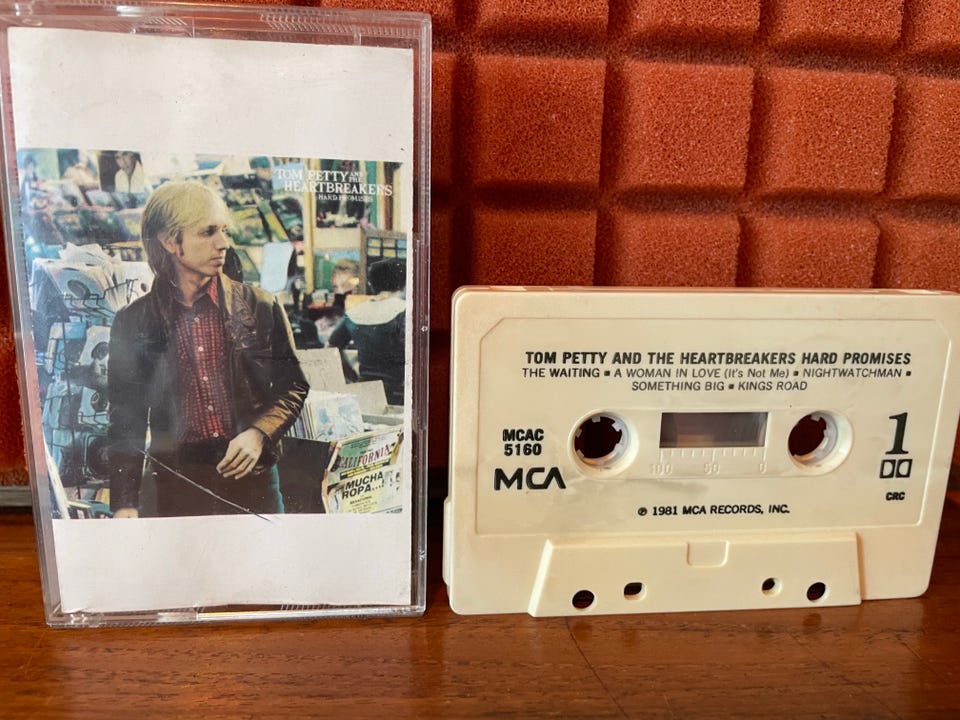 TOM PETTY AND THE
HEARTBREAKERS
HARD PROMISES
CALIFORNIA
MUCHA
ROPA...
TOM PETTY AND THE HEARTBREAKERS HARD PROMISES
THE WAITING ▪ A WOMAN IN LOVE (It's Not Me) ▪ NIGHTWATCHMAN ▪
SOMETHING BIG ▪ KINGS ROAD
MCAC
5160
MCA
100 50 0
1
CRC
℗ 1981 MCA RECORDS, INC.